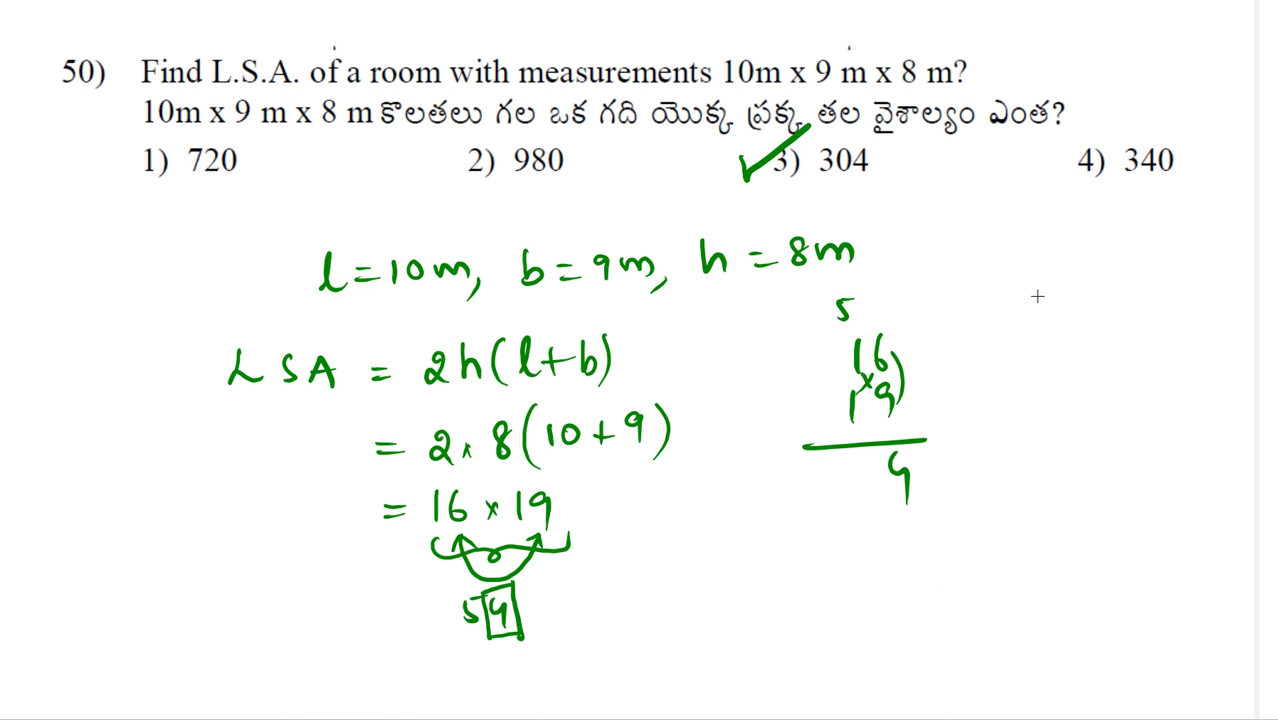 50) Find L.S.A. of a room with measurements 10m x 9 m x 8 m?
10m x 9 m x 8 m కొలతలు గల ఒక గది యొక్క ప్రక్క తల వైశాల్యం ఎంత?
1) 720 2) 980 3) 304 4) 340
l = 10m, b = 9m, h = 8m
LSA = 2h(l+b)
= 2 × 8(10+9)
= 16 × 19
54
5
16
× 19
4